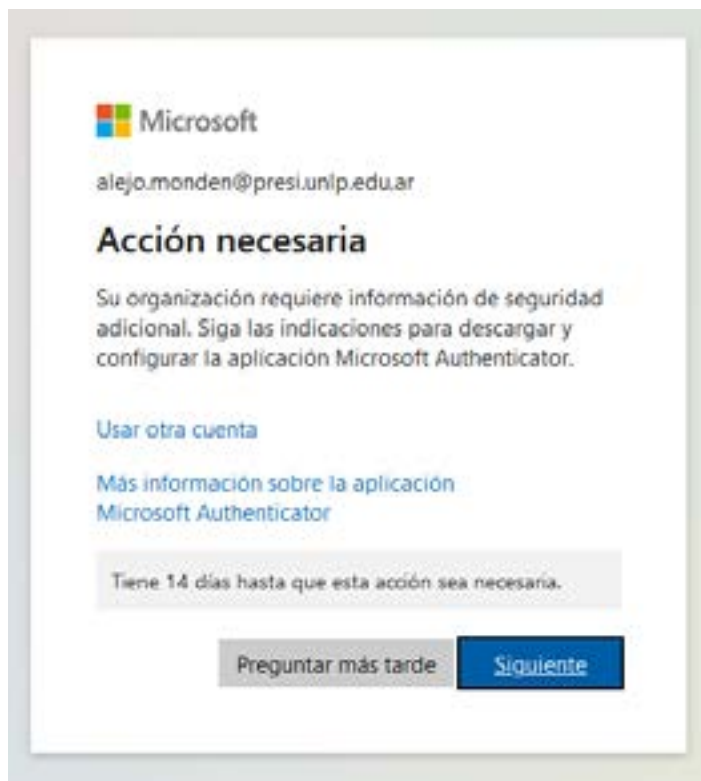 Microsoft
alejo.monden@presi.unlp.edu.ar
Acción necesaria
Su organización requiere información de seguridad
adicional. Siga las indicaciones para descargar y
configurar la aplicación Microsoft Authenticator.
Usar otra cuenta
Más información sobre la aplicación
Microsoft Authenticator
Tiene 14 días hasta que esta acción sea necesaria.
Preguntar más tarde
Siguiente